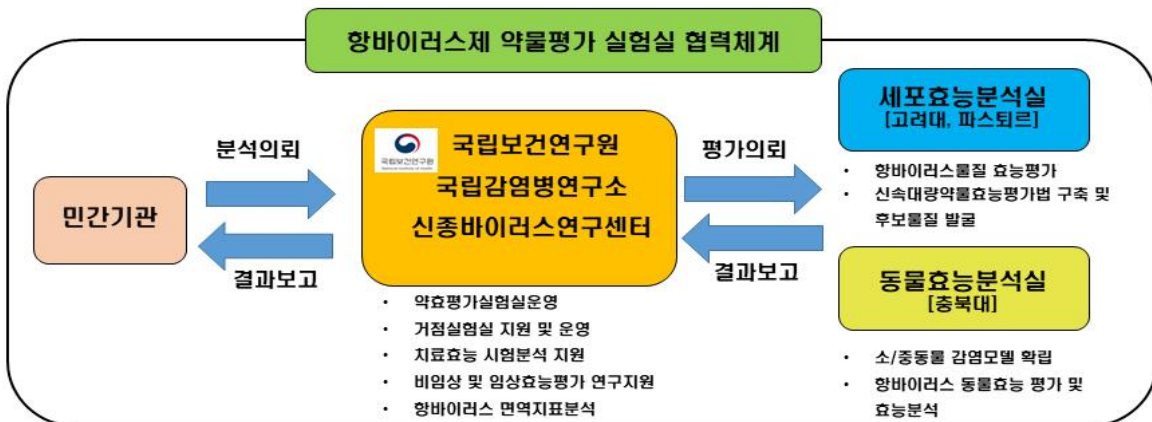 항바이러스제 약물평가 실험실 협력체계
민간기관
분석의뢰
결과보고
국립보건연구원
국립보건연구원
국립감염병연구소
신종바이러스연구센터
• 약효평가실험실운영
• 거점실험실 지원 및 운영
• 치료효능 시험분석 지원
• 비임상 및 임상효능평가 연구지원
• 항바이러스 면역지표분석
평가의뢰
결과보고
세포효능분석실
[고려대, 파스퇴르]
• 항바이러스물질 효능평가
• 신속대량약물효능평가법 구축 및
후보물질 발굴
동물효능분석실
[충북대]
• 소/중동물 감염모델 확립
• 항바이러스 동물효능 평가 및
효능분석